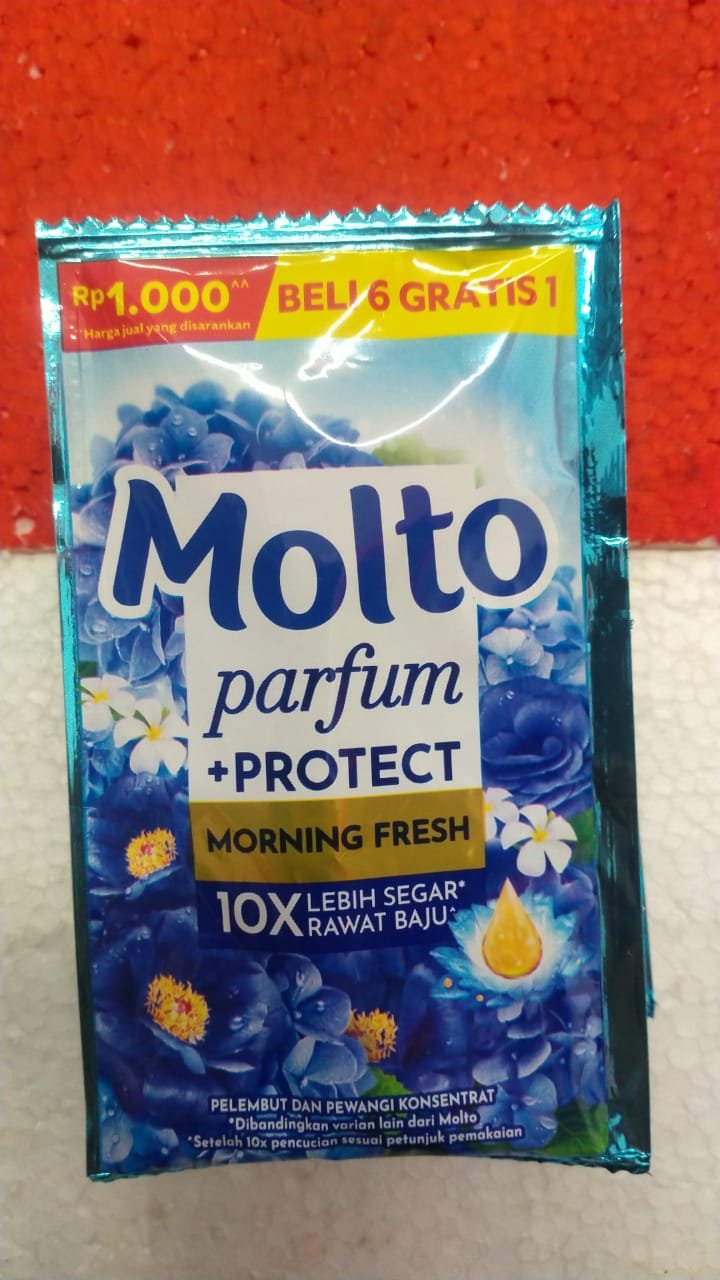 Rp1.000^^ BELI 6 GRATIS 1
^^Harga jual yang disarankan
Molto
parfum
+PROTECT
MORNING FRESH
10X LEBIH SEGAR*
RAWAT BAJU^
PELEMBUT DAN PEWANGI KONSENTRAT
*Dibandingkan varian lain dari Molto
^Setelah 10x pencucian sesuai petunjuk pemakaian